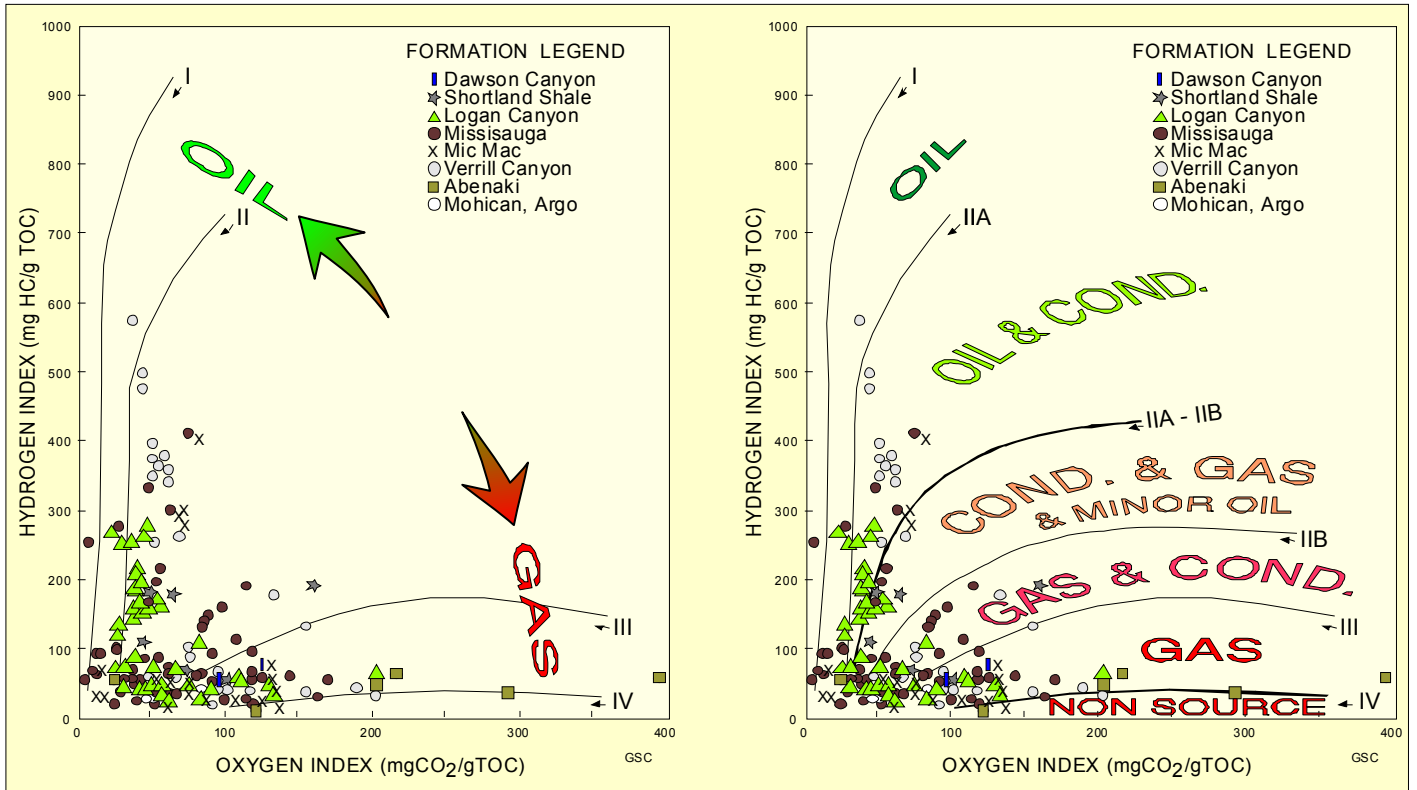 FORMATION LEGEND
Dawson Canyon
Shortland Shale
Logan Canyon
Missisauga
Mic Mac
Verrill Canyon
Abenaki
Mohican, Argo
I
II
III
IV
OIL
GAS
HYDROGEN INDEX (mg HC/g TOC)
1000
900
800
700
600
500
400
300
200
100
0
0
100
200
300
400
OXYGEN INDEX (mgCO2/gTOC)
GSC
FORMATION LEGEND
Dawson Canyon
Shortland Shale
Logan Canyon
Missisauga
Mic Mac
Verrill Canyon
Abenaki
Mohican, Argo
I
OIL
IIA
OIL & COND.
IIA - IIB
COND. & GAS
& MINOR OIL
IIB
GAS & COND.
III
GAS
IV
NON SOURCE
HYDROGEN INDEX (mg HC/g TOC)
1000
900
800
700
600
500
400
300
200
100
0
0
100
200
300
400
OXYGEN INDEX (mgCO2/gTOC)
GSC